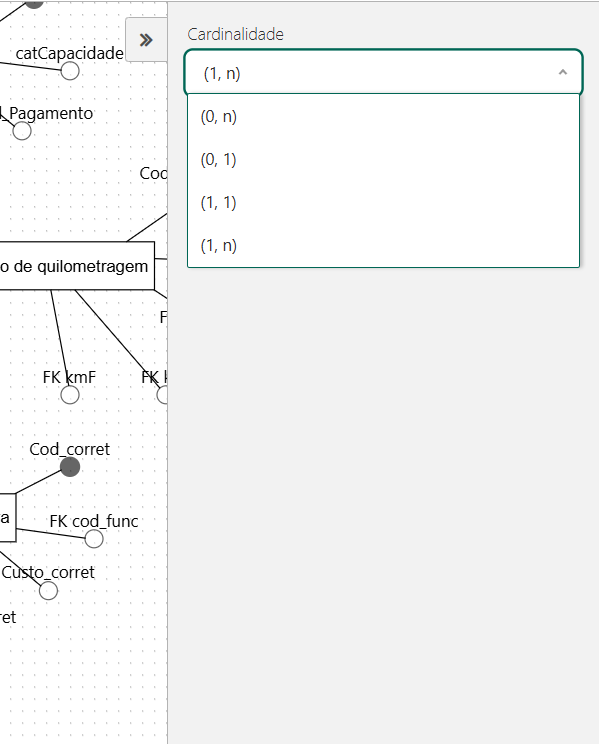 catCapacidade
_Pagamento
Coc
o de quilometragem
F
FK kmF
FK
Cod_corret
a
FK cod_func
Custo_corret
ret
Cardinalidade
(1, n)
(0, n)
(0, 1)
(1, 1)
(1, n)